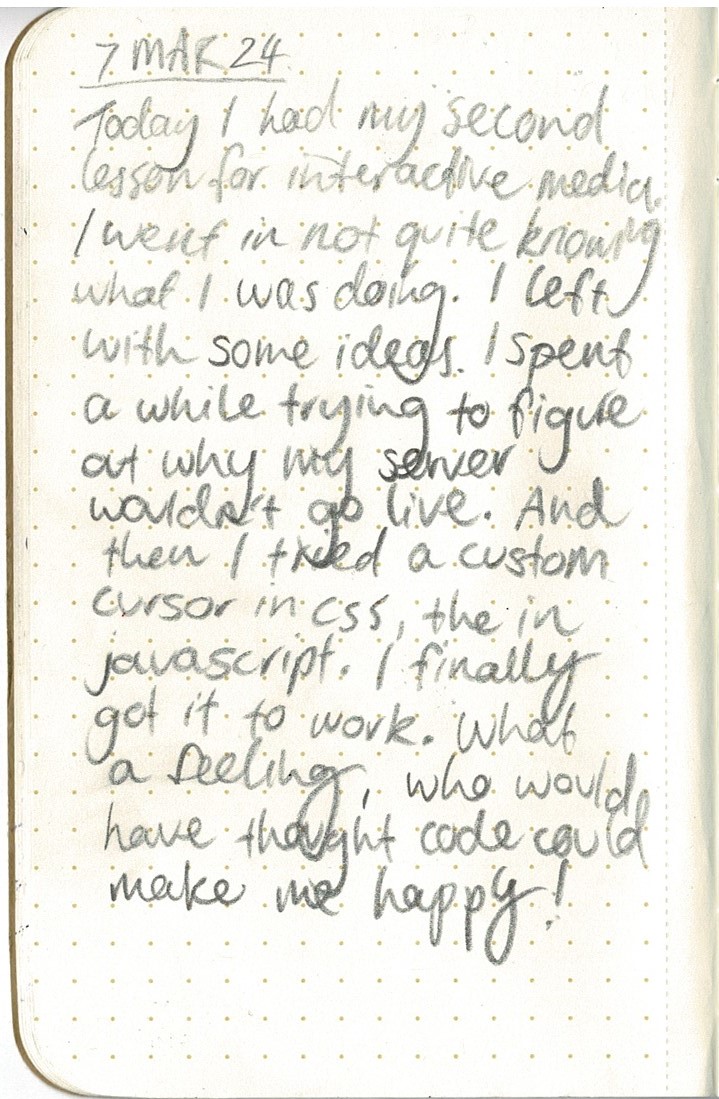 7 MAR 24
Today I had my second
lesson for interactive media.
I went in not quite knowing
what I was doing. I left
with some ideas. I spent
a while trying to figure
out why my server
wouldn't go live. And
then I tried a custom
cursor in css, the in
javascript. I finally
got it to work. What
a feeling, who would
have thought code could
make me happy!